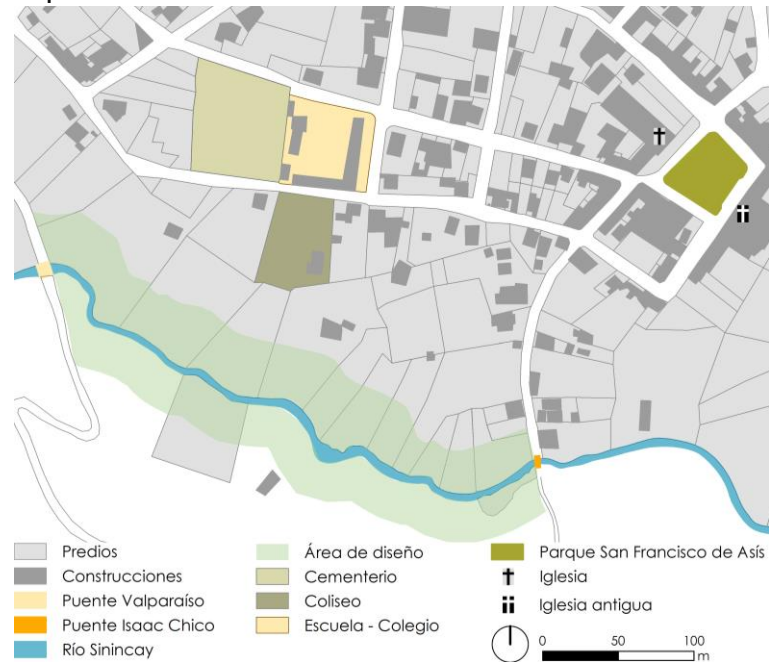 Predios
Construcciones
Puente Valparaíso
Puente Isaac Chico
Río Sinincay
Área de diseño
Cementerio
Coliseo
Escuela - Colegio
Parque San Francisco de Asís
Iglesia
Iglesia antigua
0 50 100
m